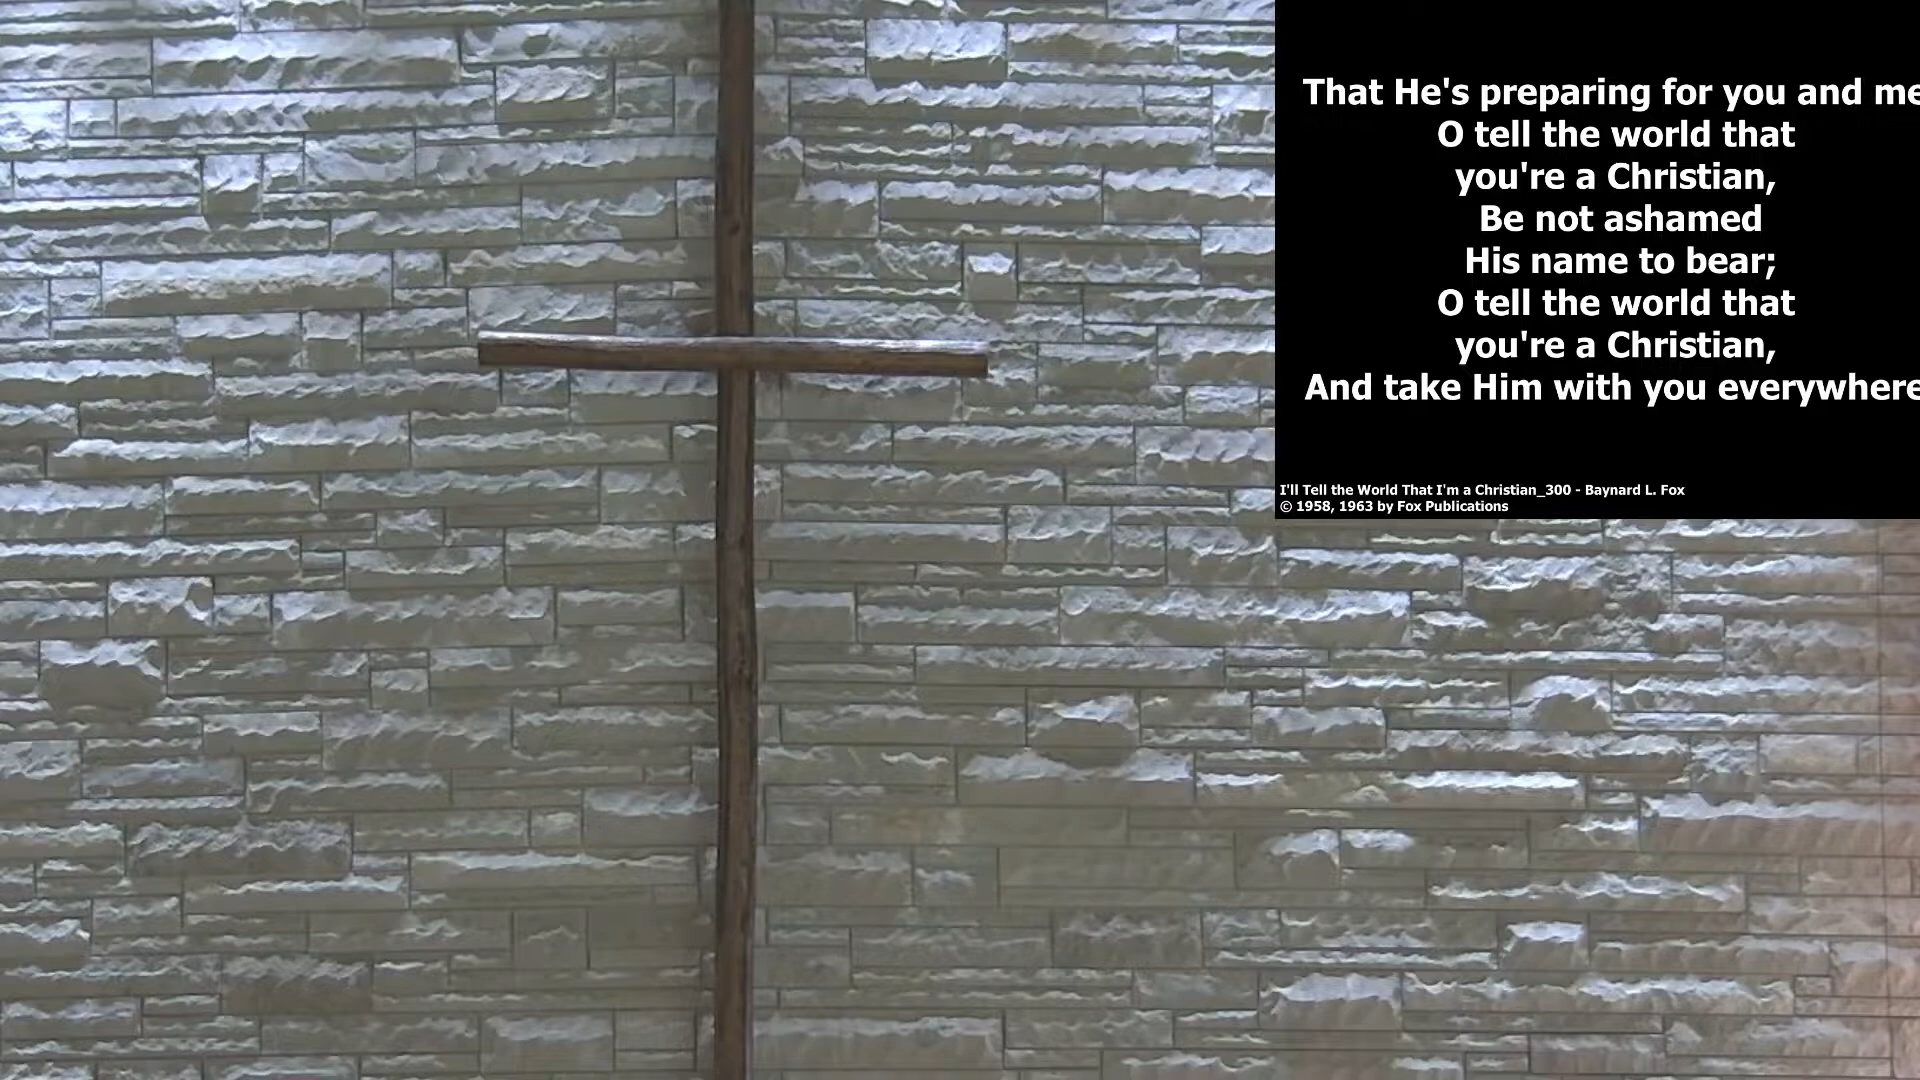 That He's preparing for you and me
O tell the world that
you're a Christian,
Be not ashamed
His name to bear;
O tell the world that
you're a Christian,
And take Him with you everywhere
I'll Tell the World That I'm a Christian_300 - Baynard L. Fox
© 1958, 1963 by Fox Publications